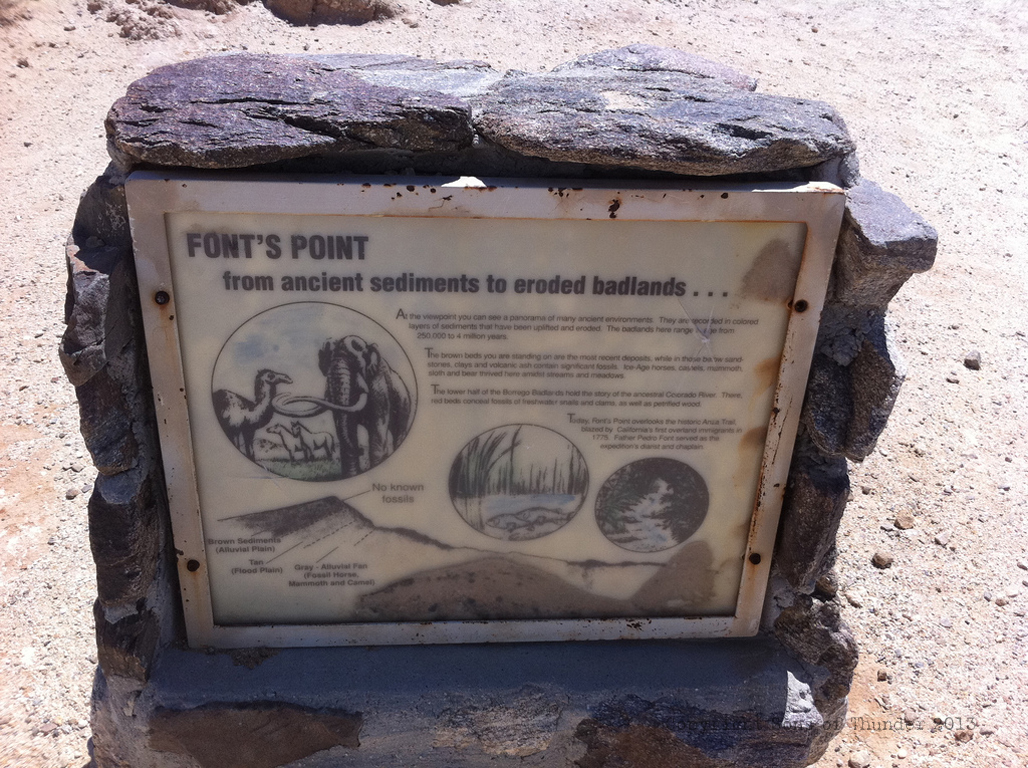 FONT'S POINT
from ancient sediments to eroded badlands . . .
At the viewpoint you can see a panorama of many ancient environments. They are recorded in colored
layers of sediments that have been uplifted and eroded. The badlands here range in age from
250,000 to 4 million years.
The brown beds you are standing on are the most recent deposits, while in those below sand-
stones, clays and volcanic ash contain significant fossils. Ice-Age horses, camels, mammoth,
sloth and bear thrived here amidst streams and meadows.
The lower half of the Borrego Badlands hold the story of the ancestral Colorado River. There,
red beds conceal fossils of freshwater snails and clams, as well as petrified wood.
Today, Font's Point overlooks the historic Anza Trail,
blazed by California's first overland immigrants in
1775. Father Pedro Font served as the
expedition's diarist and chaplain.
No known
fossils
Brown Sediments
(Alluvial Plain)
Tan
(Flood Plain)
Gray - Alluvial Fan
(Fossil Horse,
Mammoth and Camel)
of Thunder 2013